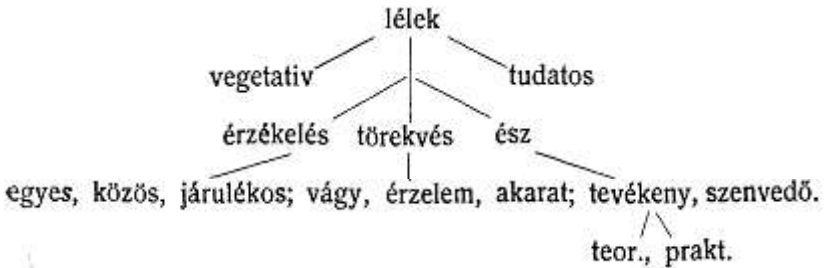 lélek
vegetativ tudatos
érzékelés törekvés ész
egyes, közös, járulékos; vágy, érzelem, akarat; tevékeny, szenvedő.
teor., prakt.